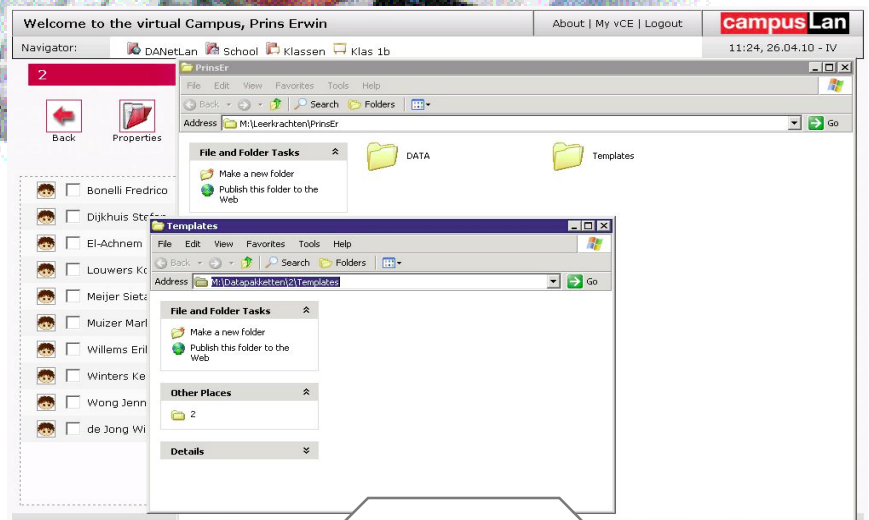 Welcome to the virtual Campus, Prins Erwin
About | My vCE | Logout
campusLan
Navigator:
DANetLan School Klassen Klas 1b
11:24, 26.04.10 - IV
2
Back
Properties
PrinsEr
File Edit View Favorites Tools Help
Back Search Folders
Address M:\Leerkrachten\PrinsEr
Go
File and Folder Tasks
Make a new folder
Publish this folder to the
Web
DATA
Templates
Bonelli Fredrico
Dijkhuis
El-Achnem
Louwers
Meijer
Muizer
Willems
Winters
Wong
de Jong
Templates
File Edit View Favorites Tools Help
Back Search Folders
Address M:\Datapakketten\2\Templates
Go
File and Folder Tasks
Make a new folder
Publish this folder to the
Web
Other Places
2
Details